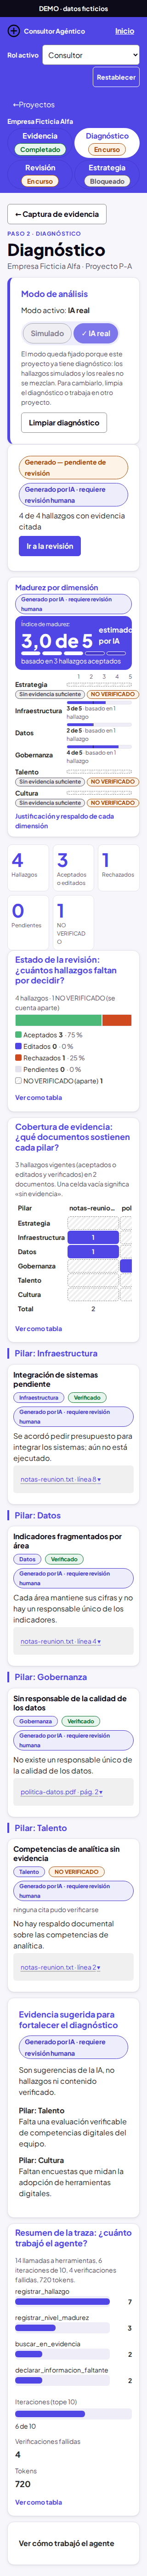 DEMO · datos ficticios
Consultor Agéntico
Inicio
Rol activo
Consultor
Restablecer
←Proyectos
Empresa Ficticia Alfa
Evidencia
Completado
Diagnóstico
En curso
Revisión
En curso
Estrategia
Bloqueado
← Captura de evidencia
PASO 2 · DIAGNÓSTICO
Diagnóstico
Empresa Ficticia Alfa · Proyecto P-A
Modo de análisis
Modo activo: IA real
Simulado
✓ IA real
El modo queda fijado por lo que este
proyecto ya tiene en su diagnóstico: los
hallazgos simulados y los reales no
se mezclan. Para cambiarlo, limpia
el diagnóstico o trabaja en otro
proyecto.
Limpiar diagnóstico
Generado — pendiente de
revisión
Generado por IA · requiere
revisión humana
4 de 4 hallazgos con evidencia
citada
Ir a la revisión
Madurez por dimensión
Generado por IA · requiere revisión
humana
Índice de madurez:
3,0 de 5
estimado
por IA
basado en 3 hallazgos aceptados
1 2 3 4 5
Estrategia
Sin evidencia suficiente
NO VERIFICADO
Infraestructura
3 de 5 · basado en 1
hallazgo
Datos
2 de 5 · basado en 1
hallazgo
Gobernanza
4 de 5 · basado en 1
hallazgo
Talento
Sin evidencia suficiente
NO VERIFICADO
Cultura
Sin evidencia suficiente
NO VERIFICADO
Justificación y respaldo de cada
dimensión
4
Hallazgos
3
Aceptados
o editados
1
Rechazados
0
Pendientes
1
NO
VERIFICAD
O
Estado de la revisión:
¿cuántos hallazgos faltan
por decidir?
4 hallazgos · 1 NO VERIFICADO (se
cuenta aparte)
Aceptados 3 · 75 %
Editados 0 · 0 %
Rechazados 1 · 25 %
Pendientes 0 · 0 %
NO VERIFICADO (aparte) 1
Ver como tabla
Cobertura de evidencia:
¿qué documentos sostienen
cada pilar?
3 hallazgos vigentes (aceptados o
editados y verificados) en 2
documentos. Una celda vacía significa
«sin evidencia».
Pilar
notas-reunio…
Estrategia
Infraestructura
1
Datos
1
Gobernanza
Talento
Cultura
Total
2
Ver como tabla
Pilar: Infraestructura
Integración de sistemas
pendiente
Infraestructura
Verificado
Generado por IA · requiere revisión
humana
Se acordó pedir presupuesto para
integrar los sistemas; aún no está
ejecutado.
notas-reunion.txt · línea 8 ▾
Pilar: Datos
Indicadores fragmentados por
área
Datos
Verificado
Generado por IA · requiere revisión
humana
Cada área mantiene sus cifras y no
hay un repositorio único de los
indicadores.
notas-reunion.txt · línea 4 ▾
Pilar: Gobernanza
Sin responsable de la calidad de
los datos
Gobernanza
Verificado
Generado por IA · requiere revisión
humana
No existe un responsable único de
la calidad de los datos.
politica-datos.pdf · pág. 2 ▾
Pilar: Talento
Competencias de analítica sin
evidencia
Talento
NO VERIFICADO
Generado por IA · requiere revisión
humana
ninguna cita pudo verificarse
No hay respaldo documental
sobre las competencias de
analítica.
notas-reunion.txt · línea 2 ▾
Evidencia sugerida para
fortalecer el diagnóstico
Generado por IA · requiere
revisión humana
Son sugerencias de la IA, no
hallazgos ni contenido
verificado.
Pilar: Talento
Falta una evaluación verificable
de competencias digitales del
equipo.
Pilar: Cultura
Faltan encuestas que midan la
adopción de herramientas
digitales.
Resumen de la traza: ¿cuánto
trabajó el agente?
14 llamadas a herramientas, 6
iteraciones de 10, 4 verificaciones
fallidas, 720 tokens.
registrar_hallazgo
7
registrar_nivel_madurez
3
buscar_en_evidencia
2
declarar_informacion_faltante
2
Iteraciones (tope 10)
6 de 10
Verificaciones fallidas
4
Tokens
720
Ver como tabla
Ver cómo trabajó el agente